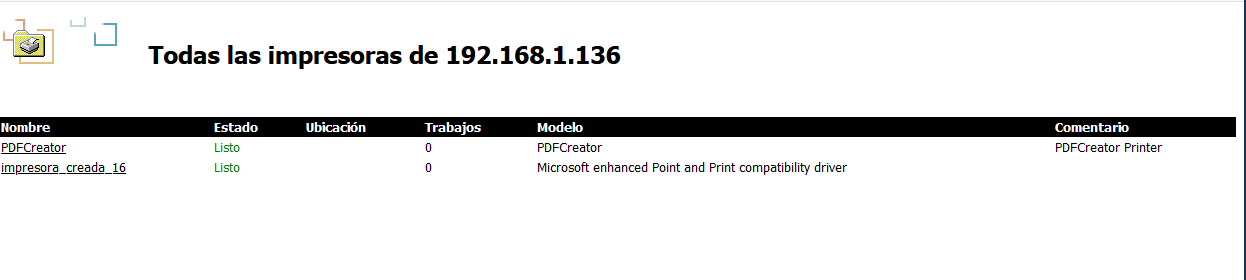 Todas las impresoras de 192.168.1.136
Nombre Estado Ubicación Trabajos Modelo Comentario
PDFCreator Listo 0 PDFCreator PDFCreator Printer
impresora_creada_16 Listo 0 Microsoft enhanced Point and Print compatibility driver